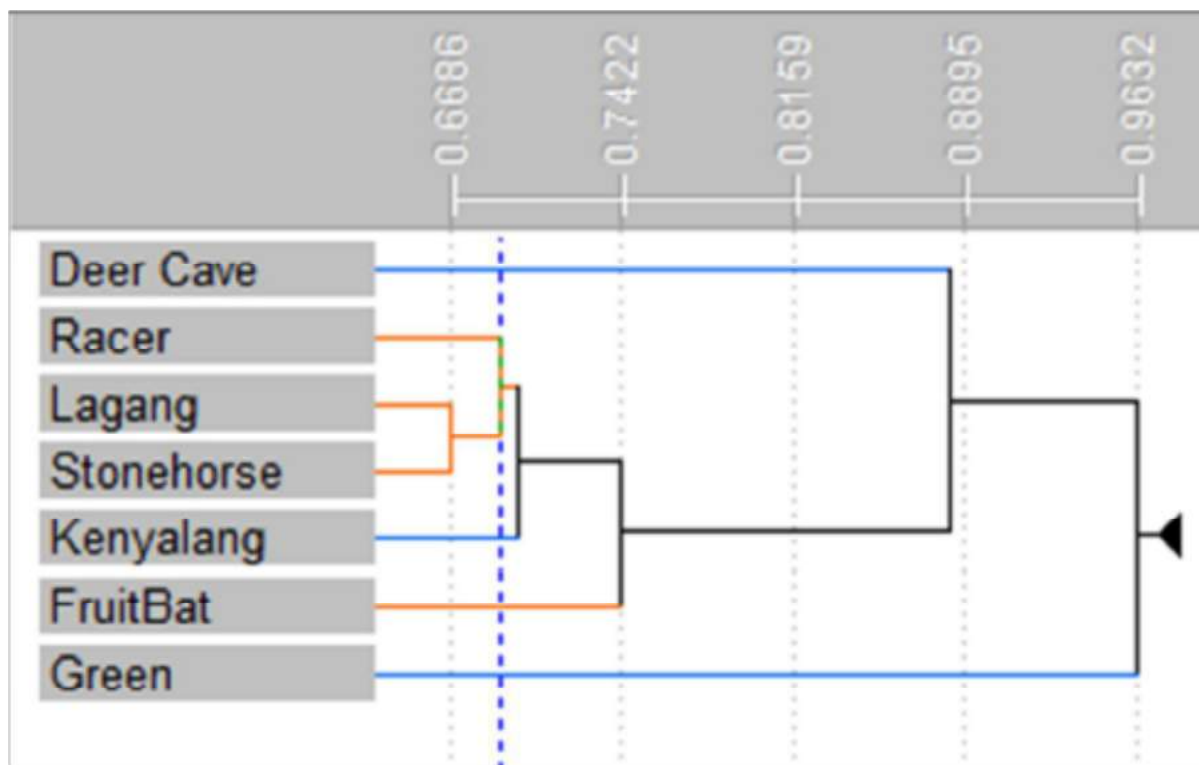 0.6686
0.7422
0.8159
0.8895
0.9632
Deer Cave
Racer
Lagang
Stonehorse
Kenyalang
FruitBat
Green